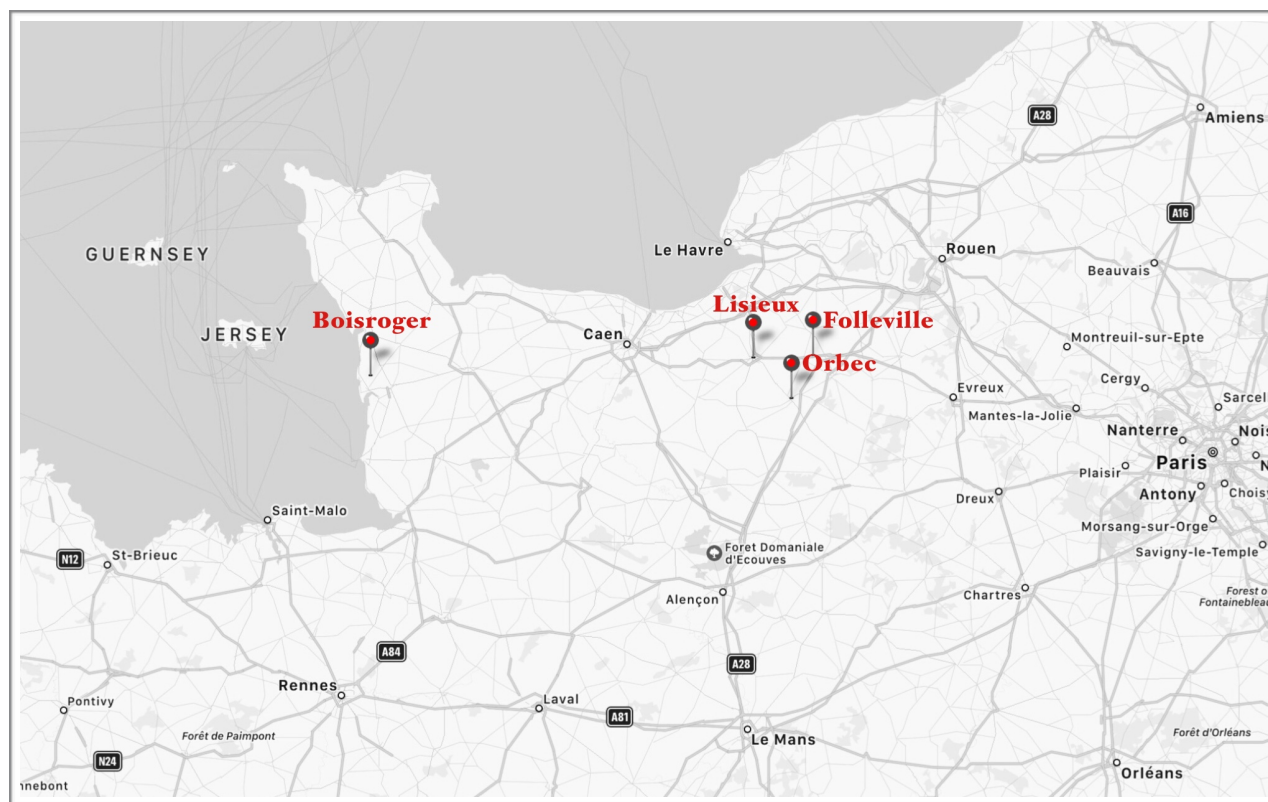 A28
Amiens
A16
GUERNSEY
Le Havre
Rouen
Beauvais
Lisieux
Boisroger
Folleville
JERSEY
Caen
Montreuil-sur-Epte
Orbec
Cergy
Evreux
Sarcel
Mantes-la-Jolie
Nanterre
Nois
Paris
N
Plaisir
Antony
Choisy
Dreux
Saint-Malo
Morsang-sur-Orge
N12
St-Brieuc
Foret Domaniale
d'Ecouves
Savigny-le-Temple
Alençon
Chartres
Forest o
Fontainebleau
A84
A28
Rennes
Laval
Pontivy
A81
Forêt de Paimpont
Le Mans
Forêt d'Orléans
N24
Orléans
nnebont